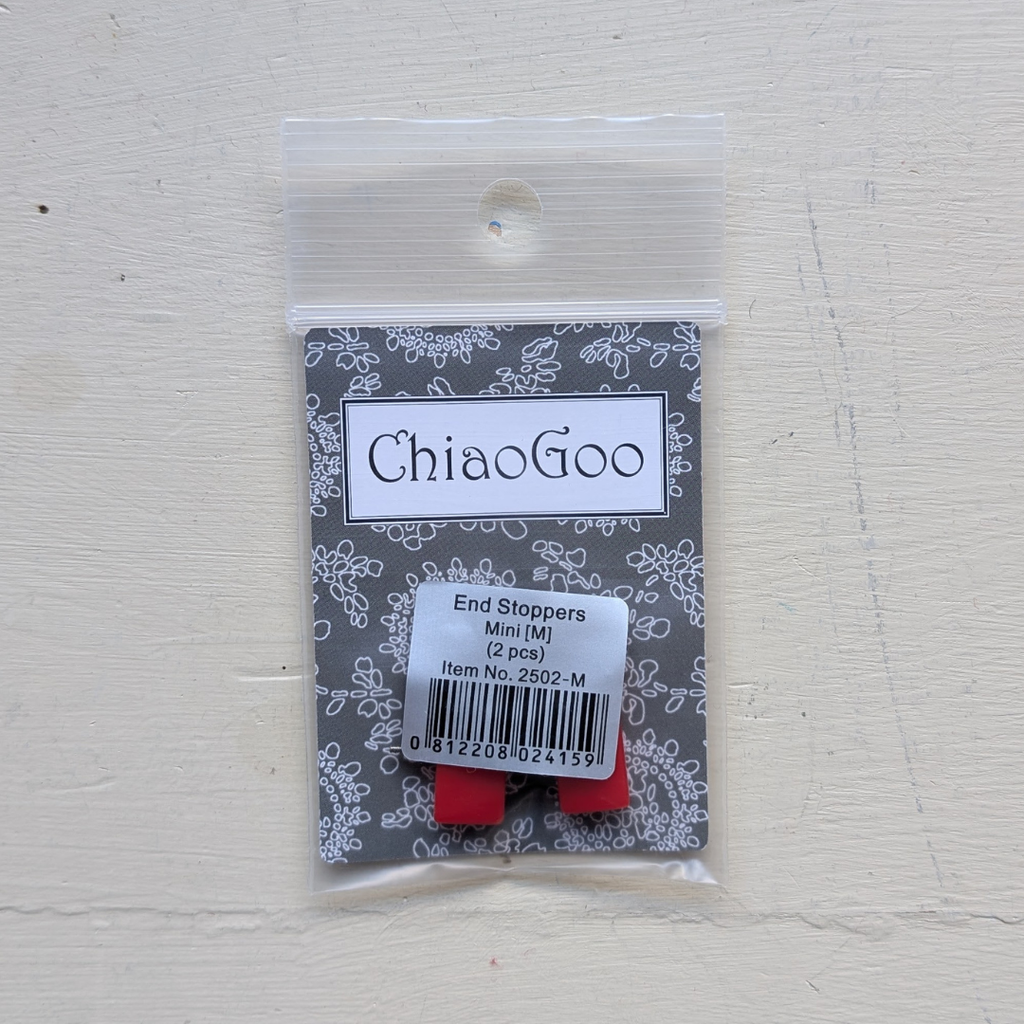 ChiaoGoo
End Stoppers
Mini [M]
(2 pcs)
Item No. 2502-M
0 812208 024159